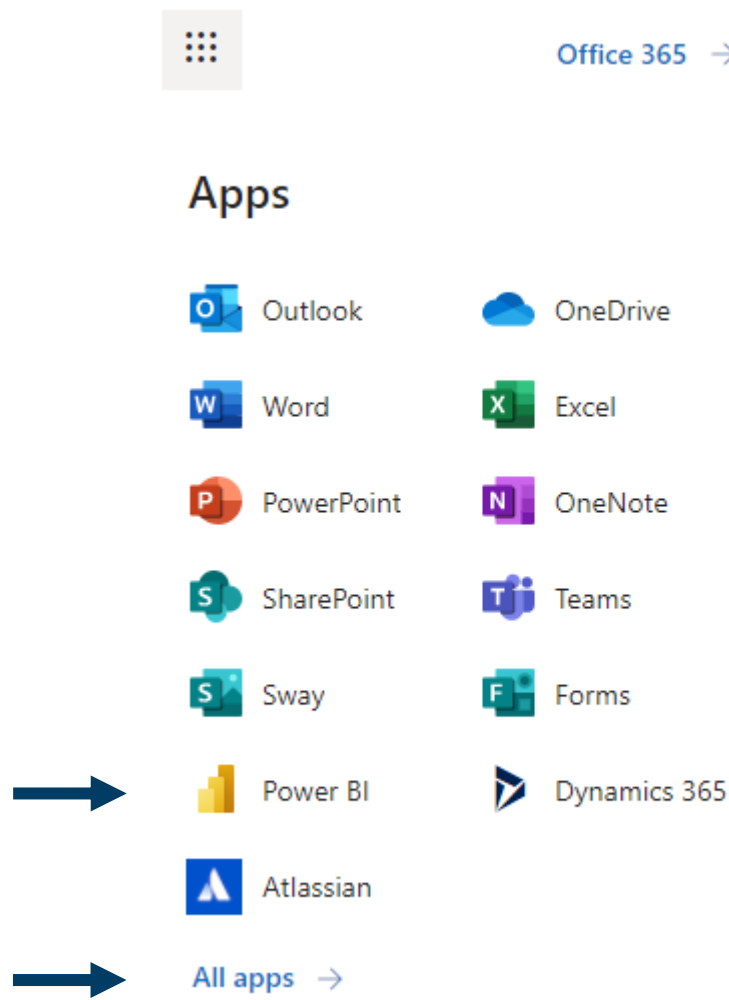 Office 365 →
Apps
Outlook
OneDrive
Word
Excel
PowerPoint
OneNote
SharePoint
Teams
Sway
Forms
Power BI
Dynamics 365
Atlassian
All apps →